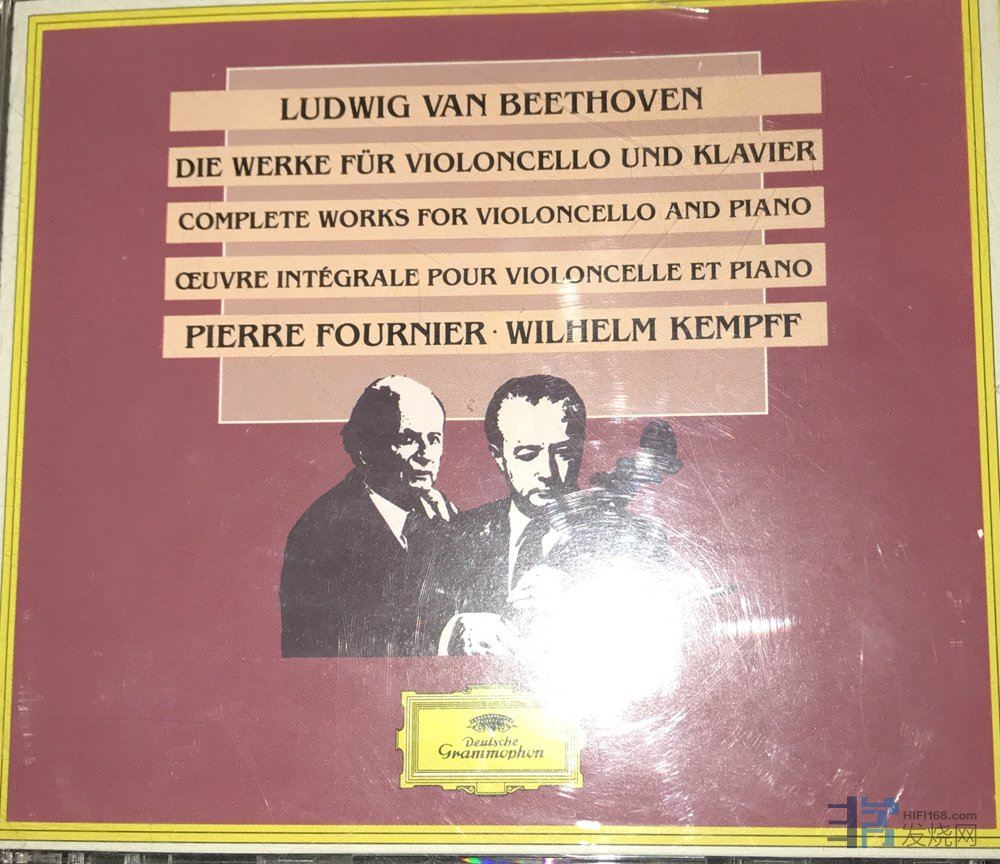 LUDWIG VAN BEETHOVEN
DIE WERKE FÜR VIOLONCELLO UND KLAVIER
COMPLETE WORKS FOR VIOLONCELLO AND PIANO
ŒUVRE INTÉGRALE POUR VIOLONCELLE ET PIANO
PIERRE FOURNIER · WILHELM KEMPFF
Deutsche
Grammophon
HIFI168.com
发烧网